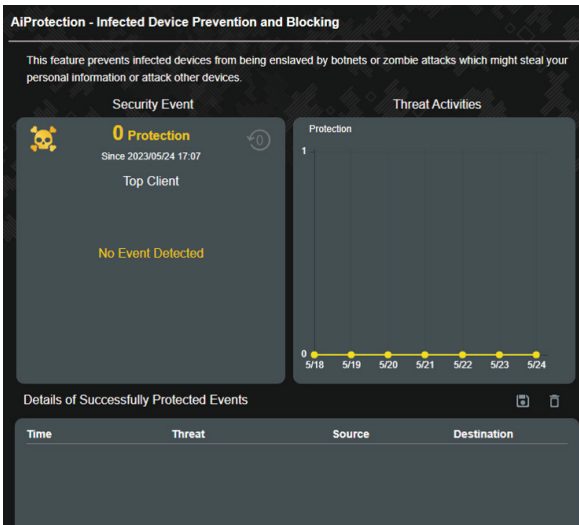 AiProtection - Infected Device Prevention and Blocking
This feature prevents infected devices from being enslaved by botnets or zombie attacks which might steal your
personal information or attack other devices.
Security Event
0 Protection
0
Since 2023/05/24 17:07
Top Client
No Event Detected
Threat Activities
Protection
1
0
5/18 5/19 5/20 5/21 5/22 5/23 5/24
Details of Successfully Protected Events
Time Threat Source Destination